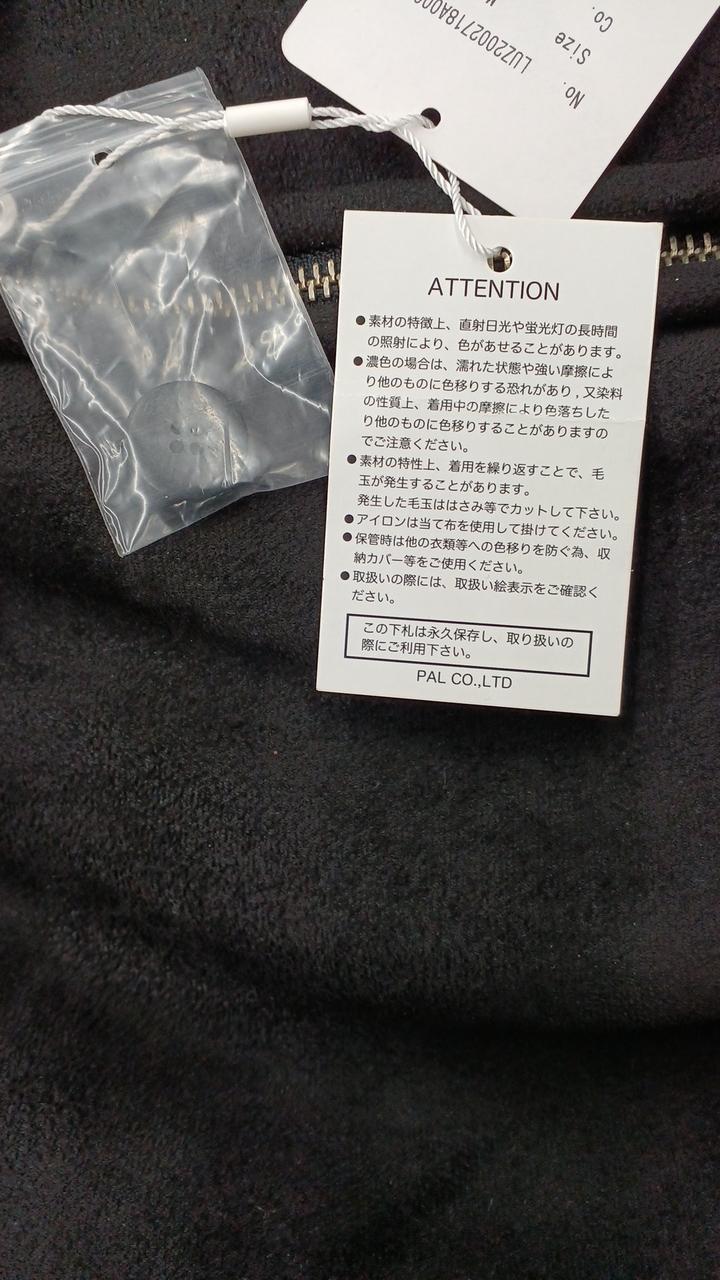 No. LUZ2002718A00
Size
Co.
ATTENTION
●素材の特徴上、直射日光や蛍光灯の長時間
の照射により、色があせることがあります。
●濃色の場合は、濡れた状態や強い摩擦によ
り他のものに色移りする恐れがあり,又染料
の性質上、着用中の摩擦により色落ちした
り他のものに色移りすることがありますの
でご注意ください。
●素材の特性上、着用を繰り返すことで、毛
玉が発生することがあります。
発生した毛玉ははさみ等でカットして下さい。
●アイロンは当て布を使用して掛けてください。
●保管時は他の衣類等への色移りを防ぐ為、収
納カバー等をご使用ください。
●取扱いの際には、取扱い絵表示をご確認く
ださい。
この下札は永久保存し、取り扱いの
際にご利用下さい。
PAL CO.,LTD